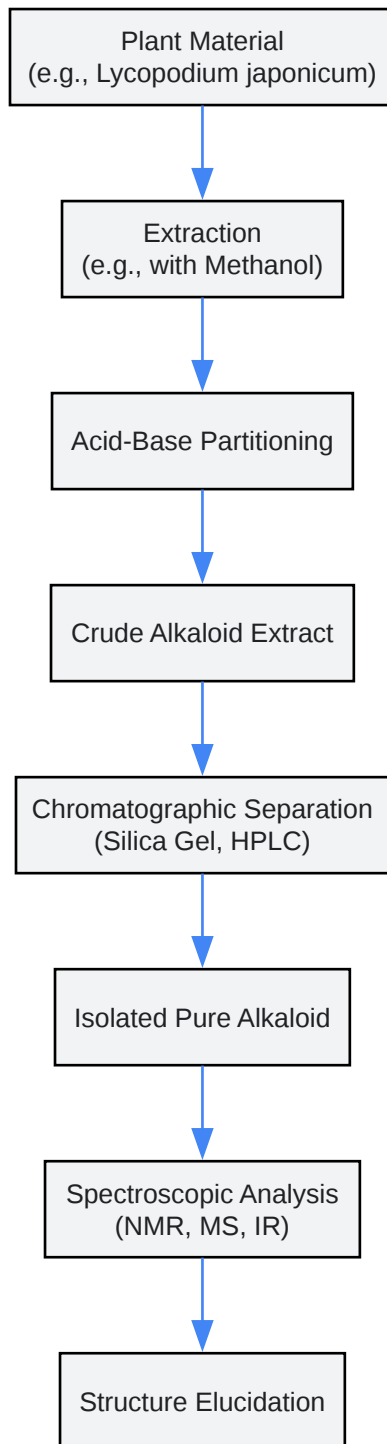 Plant Material
(e.g., Lycopodium japonicum)
Extraction
(e.g., with Methanol)
Acid-Base Partitioning
Crude Alkaloid Extract
Chromatographic Separation
(Silica Gel, HPLC)
Isolated Pure Alkaloid
Spectroscopic Analysis
(NMR, MS, IR)
Structure Elucidation